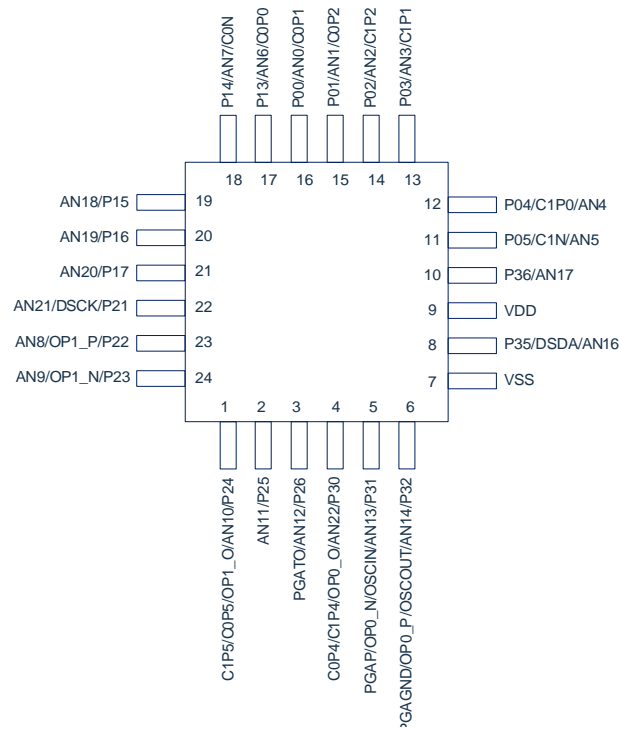 P14/AN7/C0N
P13/AN6/C0P0
P00/AN0/C0P1
P01/AN1/C0P2
P02/AN2/C1P2
P03/AN3/C1P1
18 17 16 15 14 13
AN18/P15 19
AN19/P16 20
AN20/P17 21
AN21/DSCK/P21 22
AN8/OP1_P/P22 23
AN9/OP1_N/P23 24
12 P04/C1P0/AN4
11 P05/C1N/AN5
10 P36/AN17
9 VDD
8 P35/DSDA/AN16
7 VSS
1 2 3 4 5 6
C1P5/C0P5/OP1_O/AN10/P24
AN11/P25
PGATO/AN12/P26
C0P4/C1P4/OP0_O/AN22/P30
PGAP/OP0_N/OSCIN/AN13/P31
PGAGND/OP0_P/OSCOUT/AN14/P32